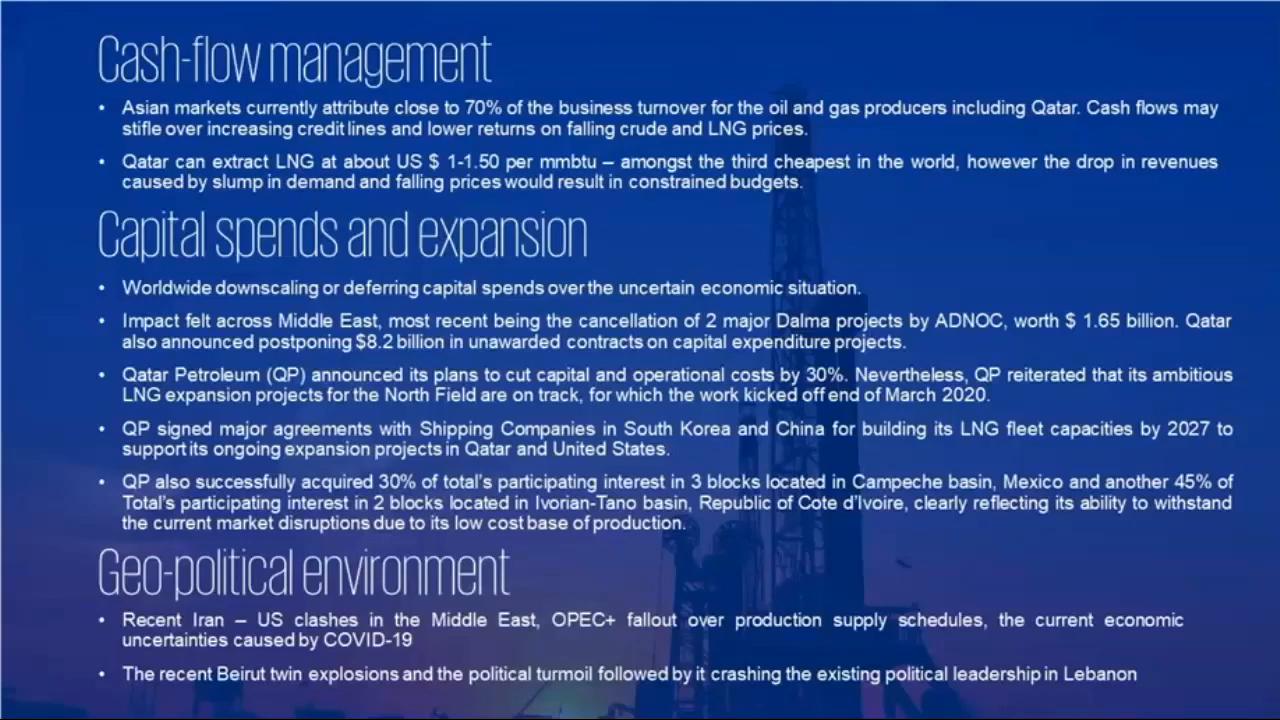 Cash-flow management
• Asian markets currently attribute close to 70% of the business turnover for the oil and gas producers including Qatar. Cash flows may
stifle over increasing credit lines and lower returns on falling crude and LNG prices.
• Qatar can extract LNG at about US $ 1-1.50 per mmbtu – amongst the third cheapest in the world, however the drop in revenues
caused by slump in demand and falling prices would result in constrained budgets.
Capital spends and expansion
• Worldwide downscaling or deferring capital spends over the uncertain economic situation.
• Impact felt across Middle East, most recent being the cancellation of 2 major Dalma projects by ADNOC, worth $ 1.65 billion. Qatar
also announced postponing $8.2 billion in unawarded contracts on capital expenditure projects.
• Qatar Petroleum (QP) announced its plans to cut capital and operational costs by 30%. Nevertheless, QP reiterated that its ambitious
LNG expansion projects for the North Field are on track, for which the work kicked off end of March 2020.
• QP signed major agreements with Shipping Companies in South Korea and China for building its LNG fleet capacities by 2027 to
support its ongoing expansion projects in Qatar and United States.
• QP also successfully acquired 30% of total's participating interest in 3 blocks located in Campeche basin, Mexico and another 45% of
Total's participating interest in 2 blocks located in Ivorian-Tano basin, Republic of Cote d'Ivoire, clearly reflecting its ability to withstand
the current market disruptions due to its low cost base of production.
Geo-political environment
• Recent Iran – US clashes in the Middle East, OPEC+ fallout over production supply schedules, the current economic
uncertainties caused by COVID-19
• The recent Beirut twin explosions and the political turmoil followed by it crashing the existing political leadership in Lebanon